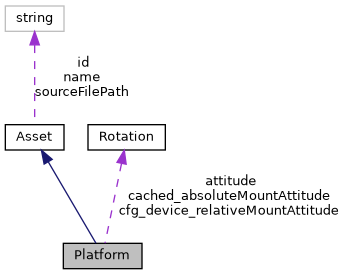 string
id
name
sourceFilePath
Asset
Rotation
attitude
cached_absoluteMountAttitude
cfg_device_relativeMountAttitude
Platform